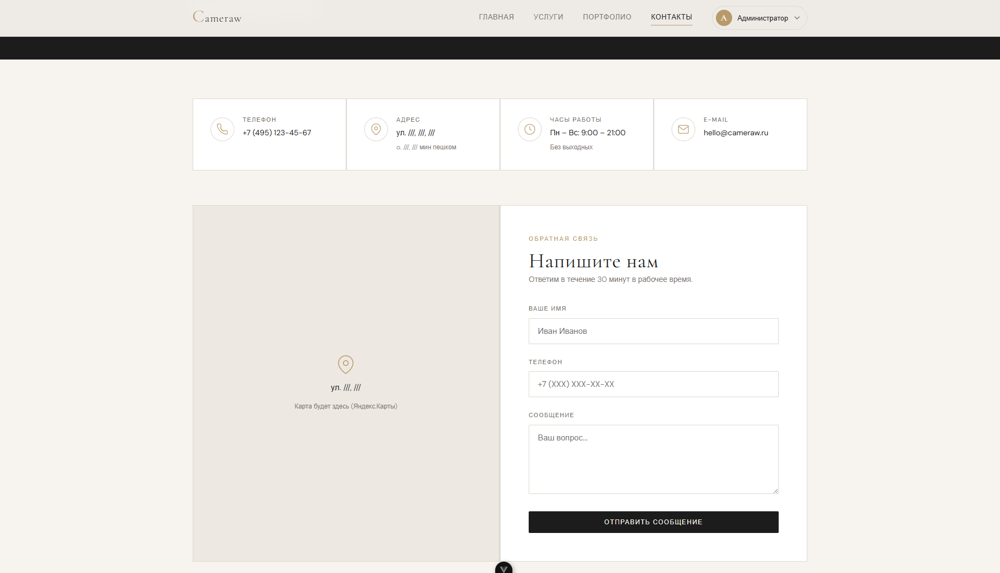 Cameraw
ГЛАВНАЯ УСЛУГИ ПОРТФОЛИО КОНТАКТЫ A Администратор
ТЕЛЕФОН
+7 (495) 123-45-67
АДРЕС
ул. ///, ///, ///
о. ///, /// мин пешком
ЧАСЫ РАБОТЫ
Пн – Вс: 9:00 – 21:00
Без выходных
E-MAIL
hello@cameraw.ru
ул. ///, ///
Карта будет здесь (Яндекс.Карты)
ОБРАТНАЯ СВЯЗЬ
Напишите нам
Ответим в течение 30 минут в рабочее время.
ВАШЕ ИМЯ
Иван Иванов
ТЕЛЕФОН
+7 (XXX) XXX-XX-XX
СООБЩЕНИЕ
Ваш вопрос...
ОТПРАВИТЬ СООБЩЕНИЕ